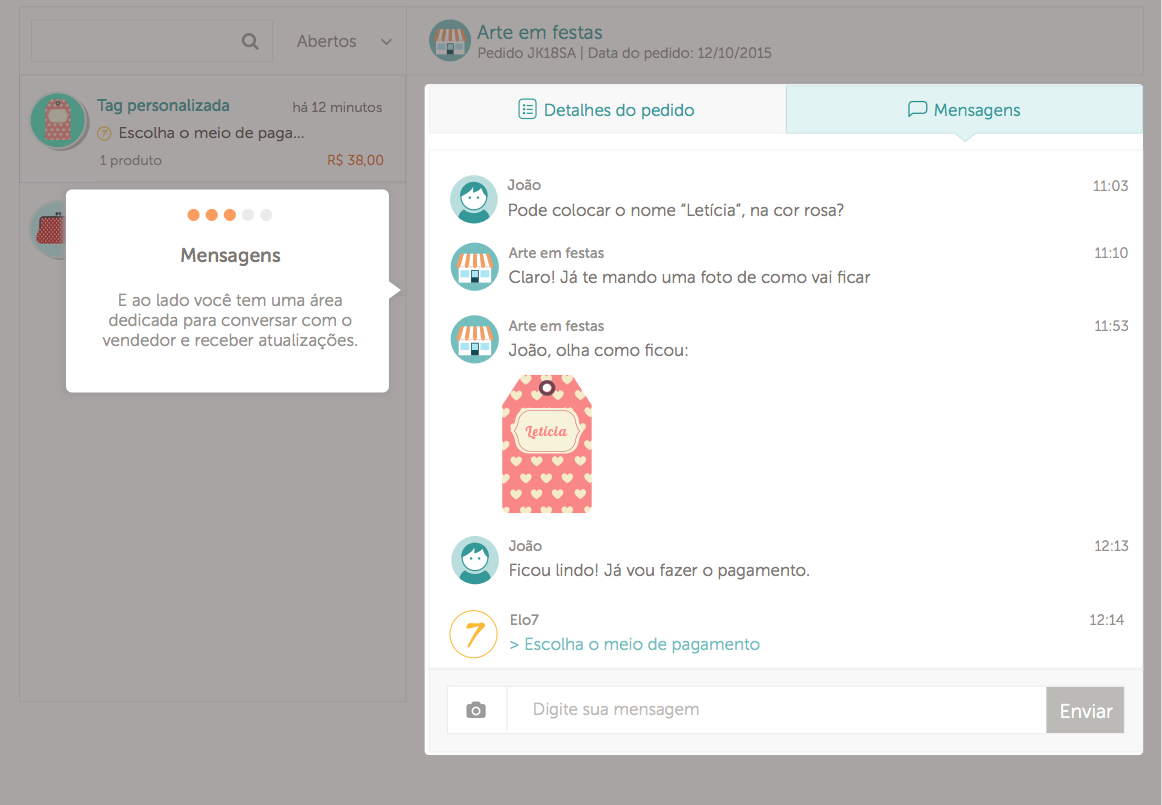 Abertos
Arte em festas
Pedido JK18SA | Data do pedido: 12/10/2015
Tag personalizada
há 12 minutos
7
Escolha o meio de paga...
1 produto
R$ 38,00
Mensagens
E ao lado você tem uma área
dedicada para conversar com o
vendedor e receber atualizações.
Detalhes do pedido
Mensagens
João
11:03
Pode colocar o nome “Letícia”, na cor rosa?
Arte em festas
11:10
Claro! Já te mando uma foto de como vai ficar
Arte em festas
11:53
João, olha como ficou:
Letícia
João
12:13
Ficou lindo! Já vou fazer o pagamento.
7
Elo7
12:14
> Escolha o meio de pagamento
Digite sua mensagem
Enviar